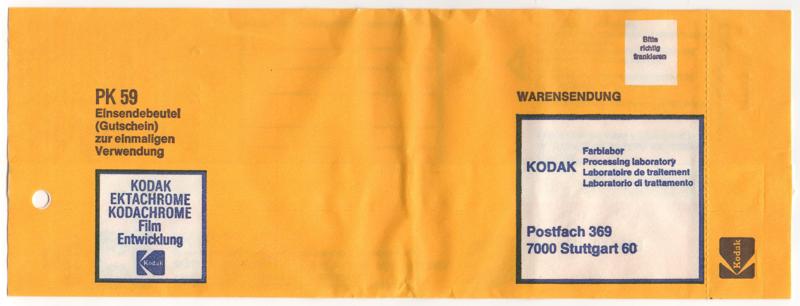 Bitte
richtig
frankieren
PK 59
Einsendebeutel
(Gutschein)
zur einmaligen
Verwendung
KODAK
EKTACHROME
KODACHROME
Film
Entwicklung
Kodak
WARENSENDUNG
KODAK
Farblabor
Processing laboratory
Laboratoire de traitement
Laboratorio di trattamento
Postfach 369
7000 Stuttgart 60
Kodak